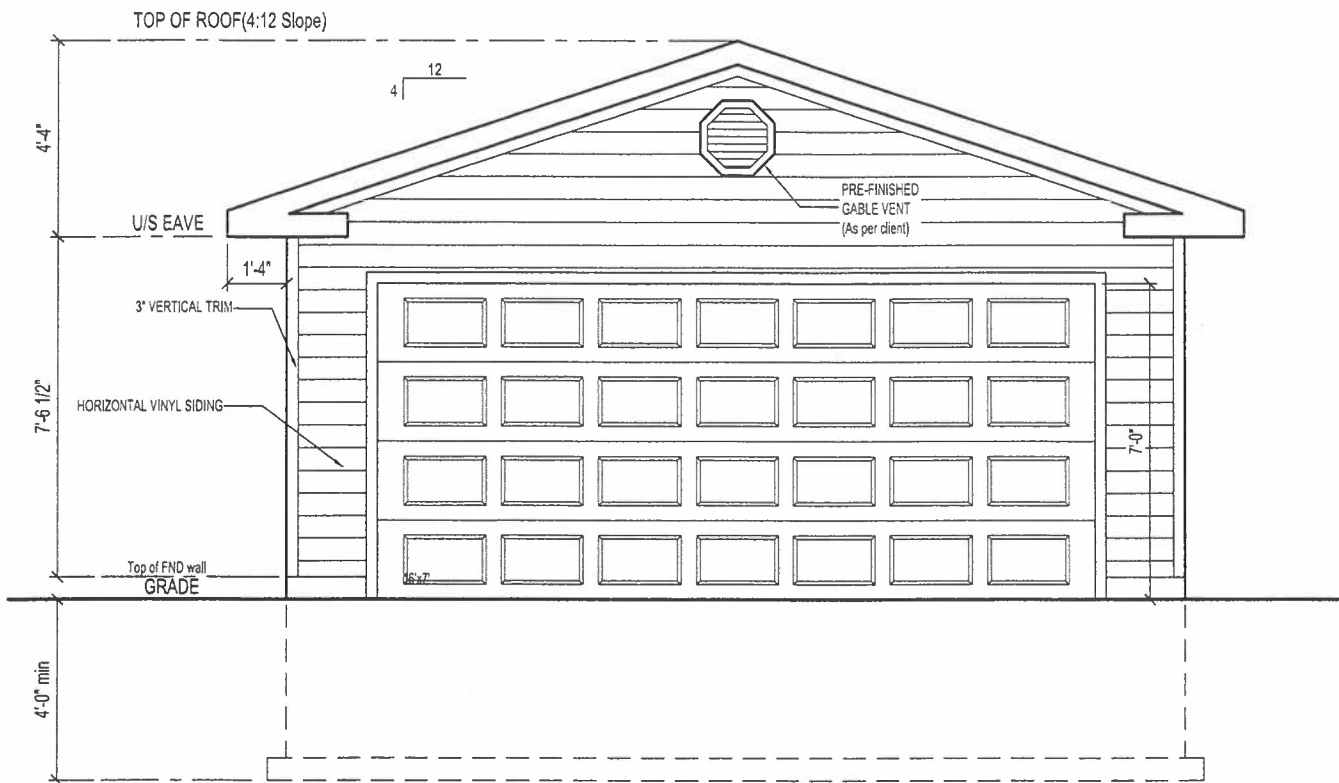 TOP OF ROOF(4:12 Slope)
12
4
4'-4"
PRE-FINISHED
GABLE VENT
(As per client)
U/S EAVE
1'-4"
3" VERTICAL TRIM
7'-6 1/2"
HORIZONTAL VINYL SIDING
7'-0"
Top of FND wall
GRADE
16'x7'
4'-0" min